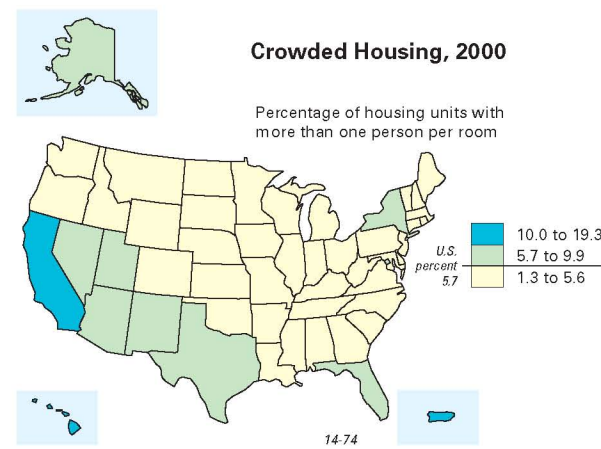 Crowded Housing, 2000
Percentage of housing units with
more than one person per room
U.S.
percent
5.7
10.0 to 19.3
5.7 to 9.9
1.3 to 5.6
14-74